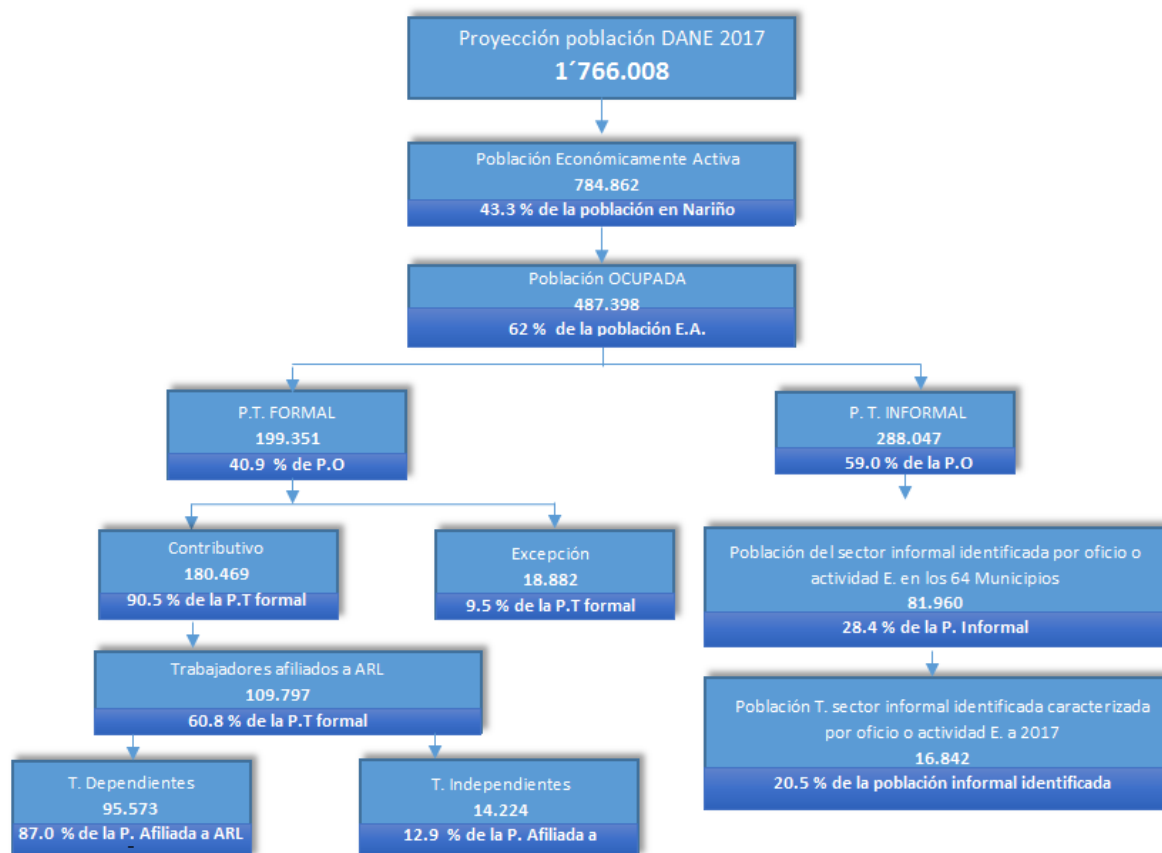 Proyección población DANE 2017
1´766.008
Población Económicamente Activa
784.862
43.3 % de la población en Nariño
Población OCUPADA
487.398
62 % de la población E.A.
P.T. FORMAL
199.351
40.9 % de P.O
P. T. INFORMAL
288.047
59.0 % de la P.O
Contributivo
180.469
90.5 % de la P.T formal
Excepción
18.882
9.5 % de la P.T formal
Población del sector informal identificada por oficio o
actividad E. en los 64 Municipios
81.960
28.4 % de la P. Informal
Trabajadores afiliados a ARL
109.797
60.8 % de la P.T formal
Población T. sector informal identificada caracterizada
por oficio o actividad E. a 2017
16.842
20.5 % de la población informal identificada
T. Dependientes
95.573
87.0 % de la P. Afiliada a ARL
T. Independientes
14.224
12.9 % de la P. Afiliada a